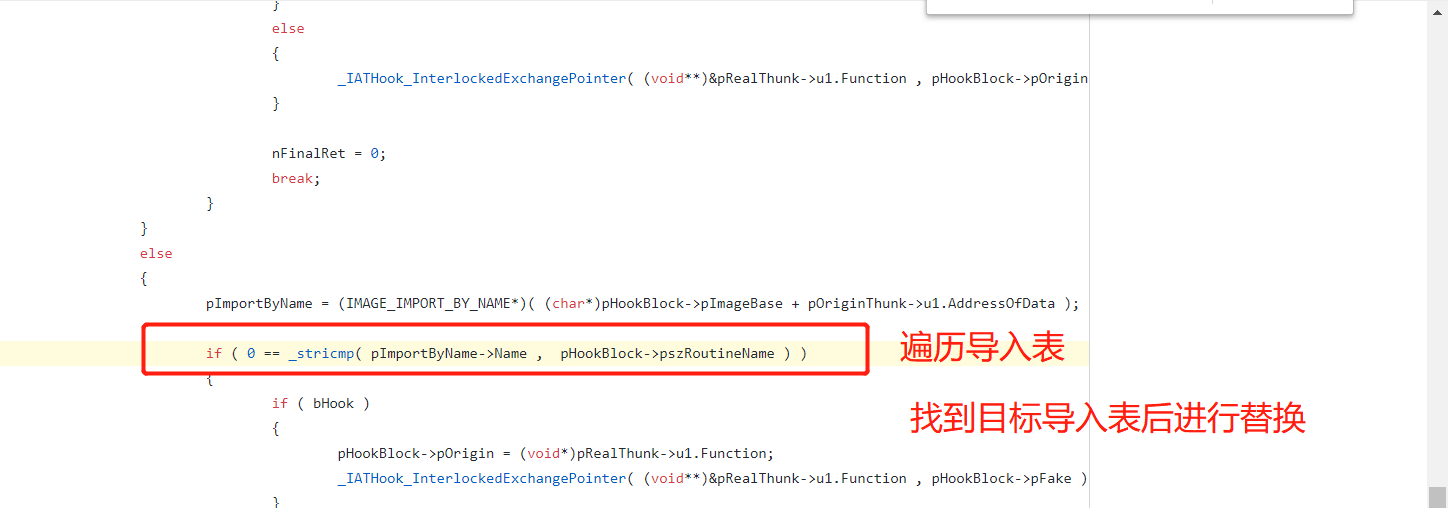 }
else
{
_IATHook_InterlockedExchangePointer( (void**)&pRealThunk->u1.Function , pHookBlock->pOrigin
}
nFinalRet = 0;
break;
}
}
else
{
pImportByName = (IMAGE_IMPORT_BY_NAME*)( (char*)pHookBlock->pImageBase + pOriginThunk->u1.AddressOfData );
if ( 0 == _stricmp( pImportByName->Name ,  pHookBlock->pszRoutineName ) )
遍历导入表
{
if ( bHook )
找到目标导入表后进行替换
{
pHookBlock->pOrigin = (void*)pRealThunk->u1.Function;
_IATHook_InterlockedExchangePointer( (void**)&pRealThunk->u1.Function , pHookBlock->pFake )
}